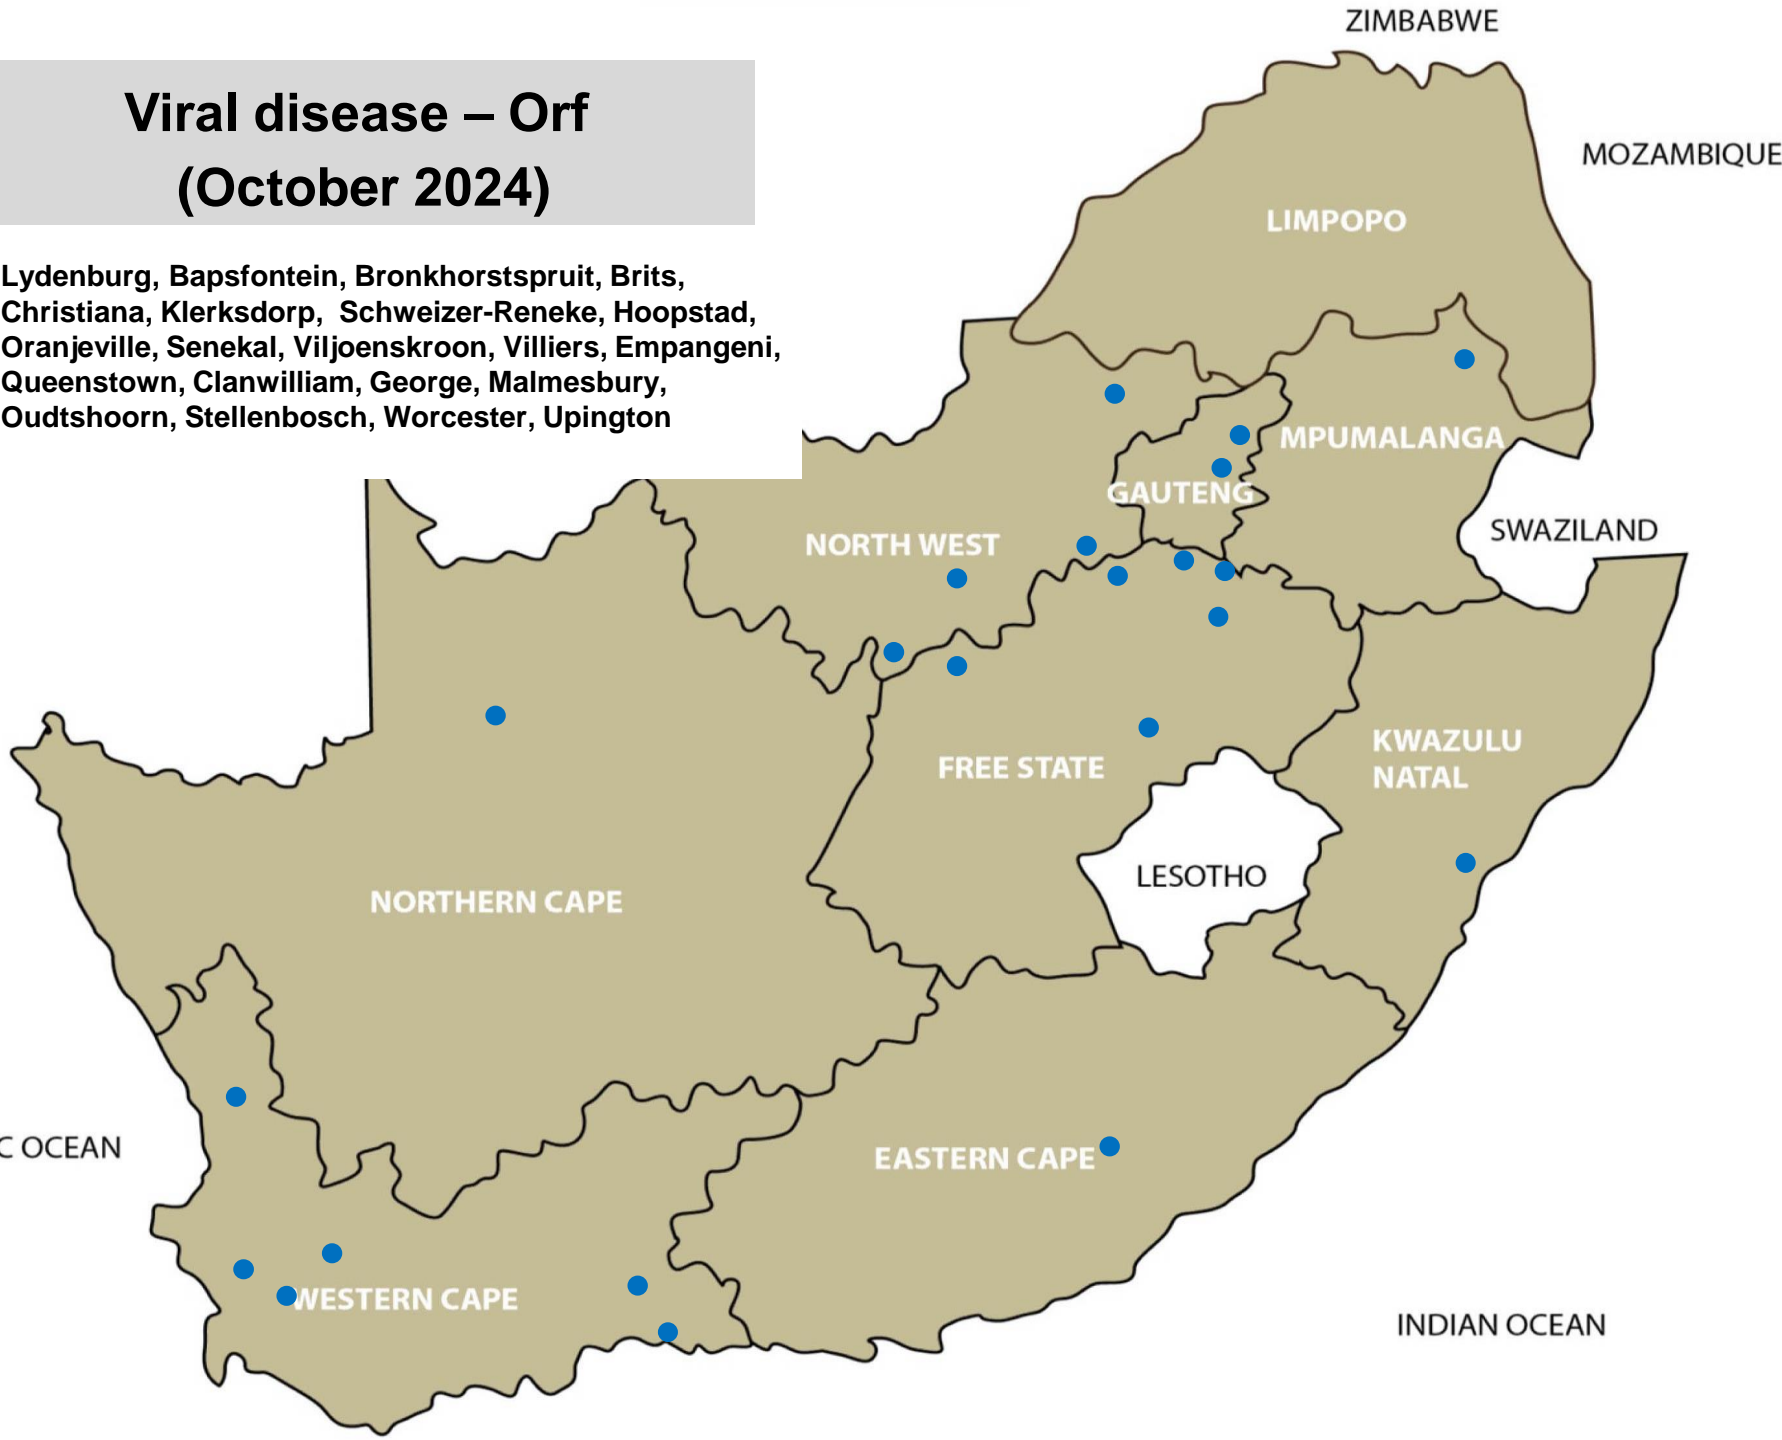 ZIMBABWE
Viral disease – Orf
(October 2024)
MOZAMBIQUE
LIMPOPO
Lydenburg, Bapsfontein, Bronkhorstspruit, Brits,
Christiana, Klerksdorp, Schweizer-Reneke, Hoopstad,
Oranjeville, Senekal, Viljoenskroon, Villiers, Empangeni,
Queenstown, Clanwilliam, George, Malmesbury,
Oudtshoorn, Stellenbosch, Worcester, Upington
MPUMALANGA
GAUTENG
SWAZILAND
NORTH WEST
KWAZULU
NATAL
FREE STATE
LESOTHO
NORTHERN CAPE
C OCEAN
EASTERN CAPE
WESTERN CAPE
INDIAN OCEAN